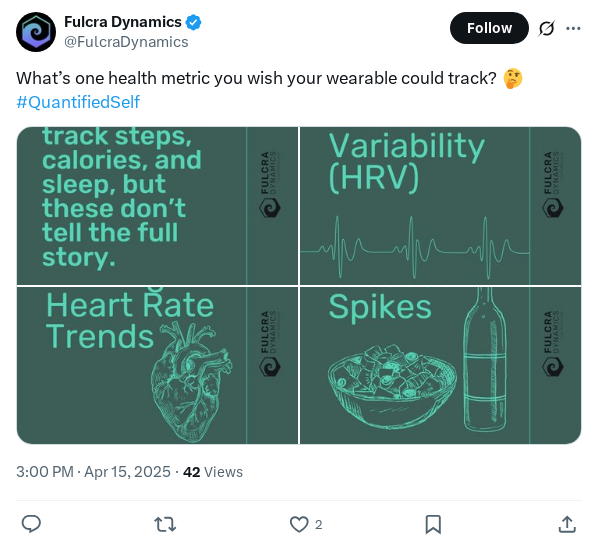 Fulcra Dynamics
@FulcraDynamics
Follow
What's one health metric you wish your wearable could track? 🤔
#QuantifiedSelf
track steps,
calories, and
sleep, but
these don't
tell the full
story.
FULCRA
DYNAMICS
Variability
(HRV)
FULCRA
DYNAMICS
Heart Rate
Trends
FULCRA
DYNAMICS
Spikes
FULCRA
DYNAMICS
3:00 PM · Apr 15, 2025 · 42 Views
2